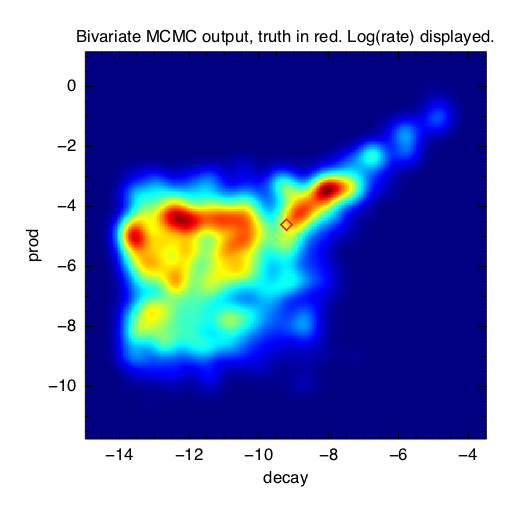 Bivariate MCMC output, truth in red. Log(rate) displayed.
0
−2
−4
−6
−8
−10
prod
−14 −12 −10 −8 −6 −4
decay